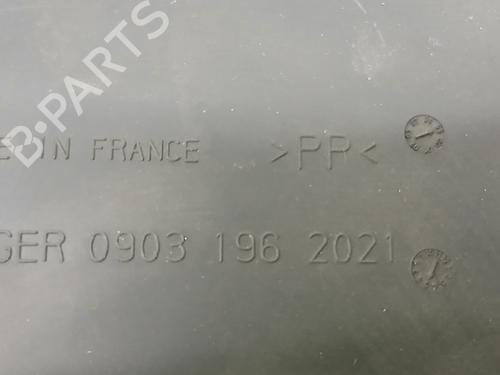 B-PARTS
E IN FRANCE >PP<
GER 0903 196 2021